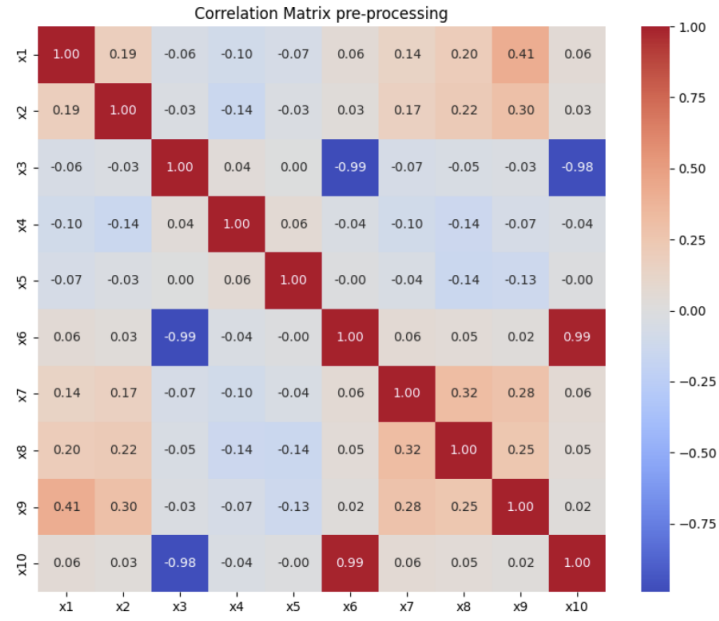 Correlation Matrix pre-processing
x1 1.00 0.19 -0.06 -0.10 -0.07 0.06 0.14 0.20 0.41 0.06
x2 0.19 1.00 -0.03 -0.14 -0.03 0.03 0.17 0.22 0.30 0.03
x3 -0.06 -0.03 1.00 0.04 0.00 -0.99 -0.07 -0.05 -0.03 -0.98
x4 -0.10 -0.14 0.04 1.00 0.06 -0.04 -0.10 -0.14 -0.07 -0.04
x5 -0.07 -0.03 0.00 0.06 1.00 -0.00 -0.04 -0.14 -0.13 -0.00
x6 0.06 0.03 -0.99 -0.04 -0.00 1.00 0.06 0.05 0.02 0.99
x7 0.14 0.17 -0.07 -0.10 -0.04 0.06 1.00 0.32 0.28 0.06
x8 0.20 0.22 -0.05 -0.14 -0.14 0.05 0.32 1.00 0.25 0.05
x9 0.41 0.30 -0.03 -0.07 -0.13 0.02 0.28 0.25 1.00 0.02
x10 0.06 0.03 -0.98 -0.04 -0.00 0.99 0.06 0.05 0.02 1.00
x1 x2 x3 x4 x5 x6 x7 x8 x9 x10
1.00
0.75
0.50
0.25
0.00
−0.25
−0.50
−0.75